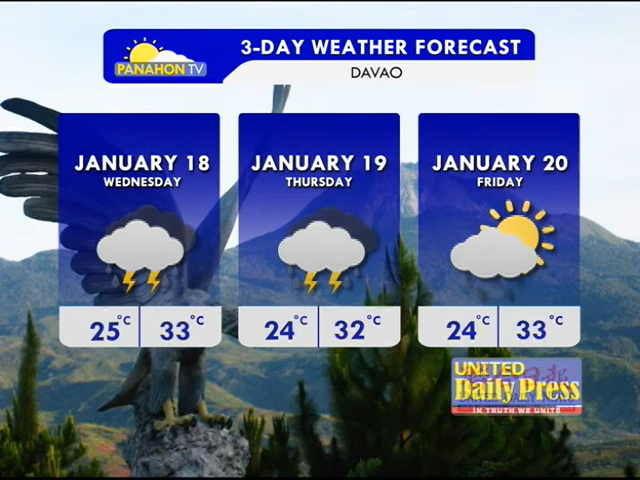 3-DAY WEATHER FORECAST
PANAHON TV
DAVAO
JANUARY 18
WEDNESDAY
25°C
33°C
JANUARY 19
THURSDAY
24°C
32°C
JANUARY 20
FRIDAY
24°C
33°C
UNITED
Daily Press
IN TRUTH WE UNITE